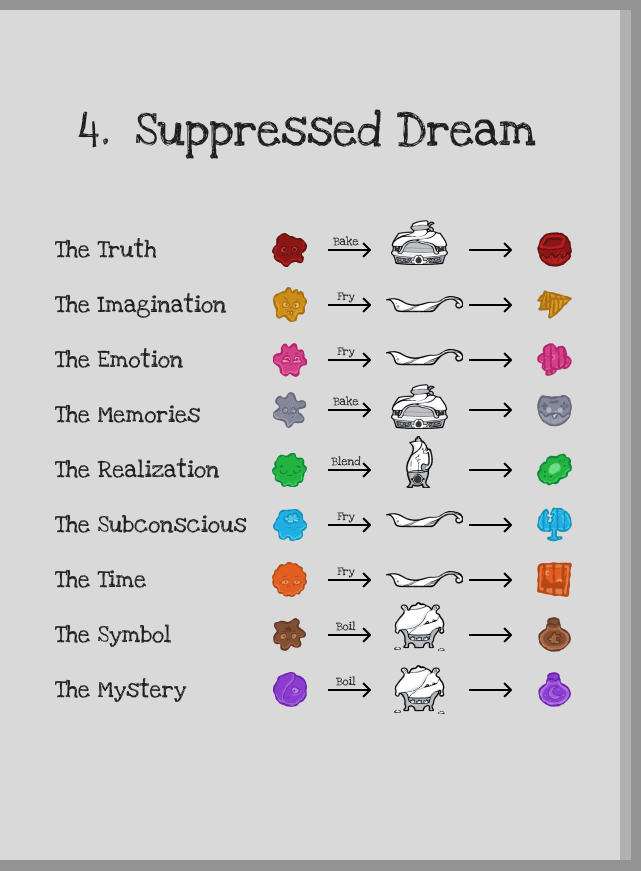 4. Suppressed Dream
The Truth Bake
The Imagination Fry
The Emotion Fry
The Memories Bake
The Realization Blend
The Subconscious Fry
The Time Fry
The Symbol Boil
The Mystery Boil